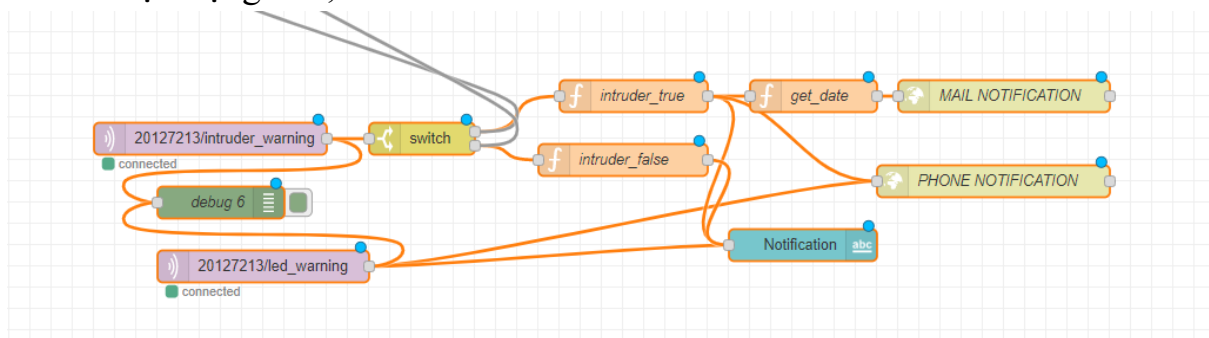 intruder_true
get_date
MAIL NOTIFICATION
20127213/intruder_warning
switch
connected
intruder_false
PHONE NOTIFICATION
debug 6
Notification
abc
20127213/led_warning
connected